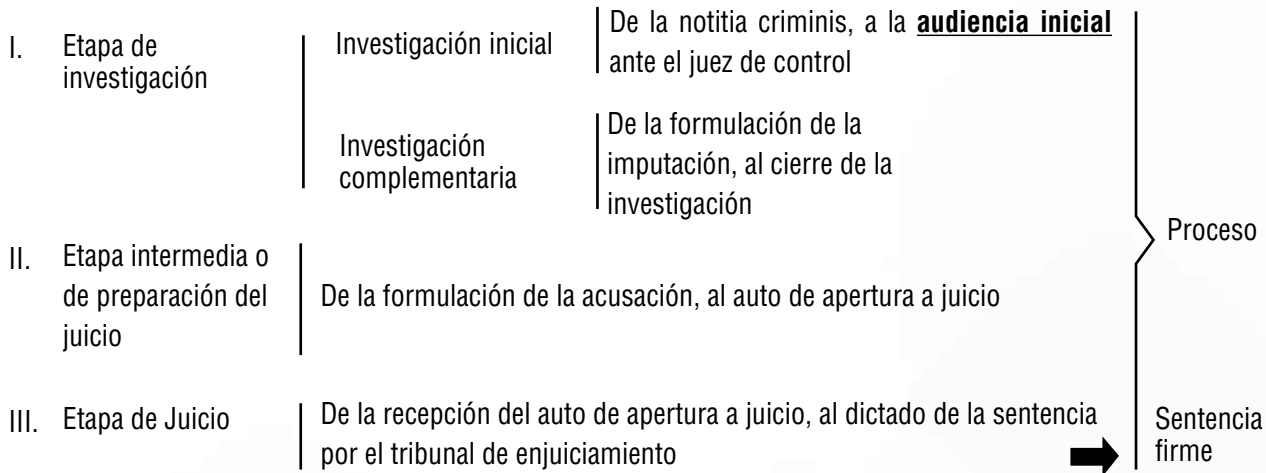 I. Etapa de
investigación
Investigación inicial
De la notitia criminis, a la audiencia inicial
ante el juez de control
Investigación
complementaria
De la formulación de la
imputación, al cierre de la
investigación
II. Etapa intermedia o
de preparación del
juicio
De la formulación de la acusación, al auto de apertura a juicio
Proceso
III. Etapa de Juicio
De la recepción del auto de apertura a juicio, al dictado de la sentencia
por el tribunal de enjuiciamiento
Sentencia
firme